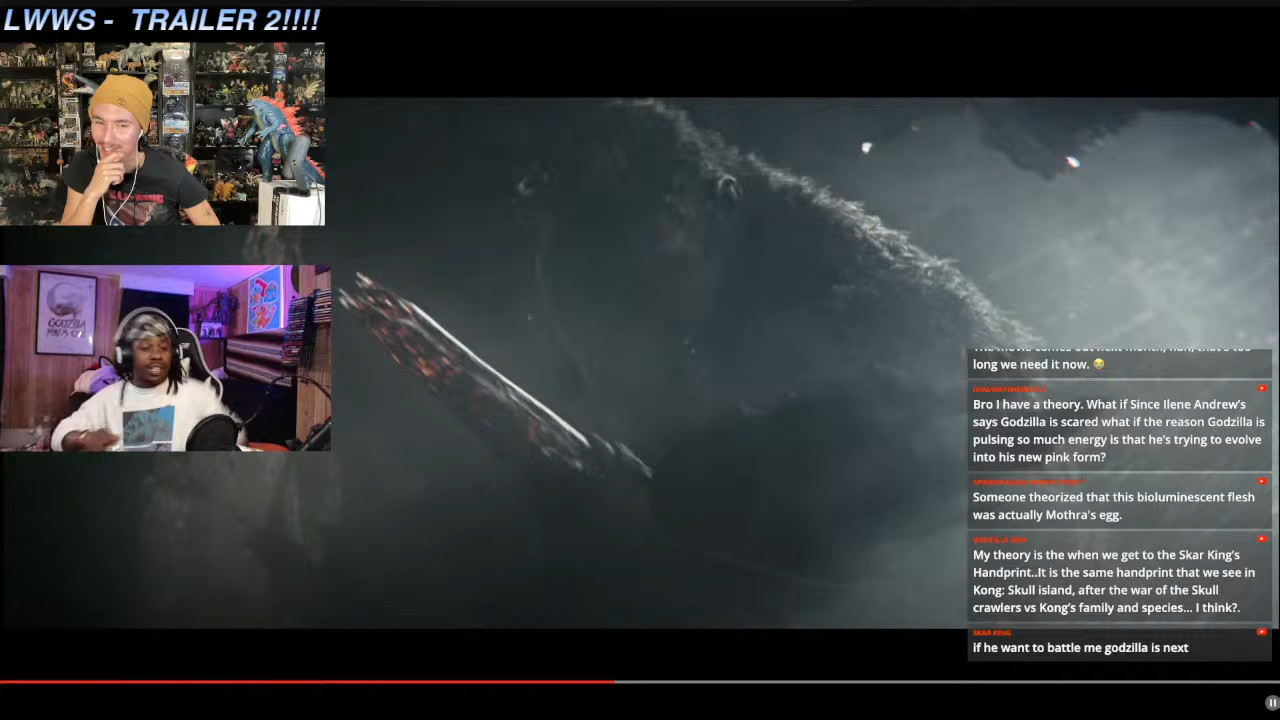 LWWS - TRAILER 2!!!!
GODZILLA
long we need it now. 😭
Bro I have a theory. What if Since Ilene Andrew's
says Godzilla is scared what if the reason Godzilla is
pulsing so much energy is that he's trying to evolve
into his new pink form?
Someone theorized that this bioluminescent flesh
was actually Mothra's egg.
My theory is the when we get to the Skar King's
Handprint..It is the same handprint that we see in
Kong: Skull island, after the war of the Skull
crawlers vs Kong's family and species... I think?.
SKAR KING
if he want to battle me godzilla is next